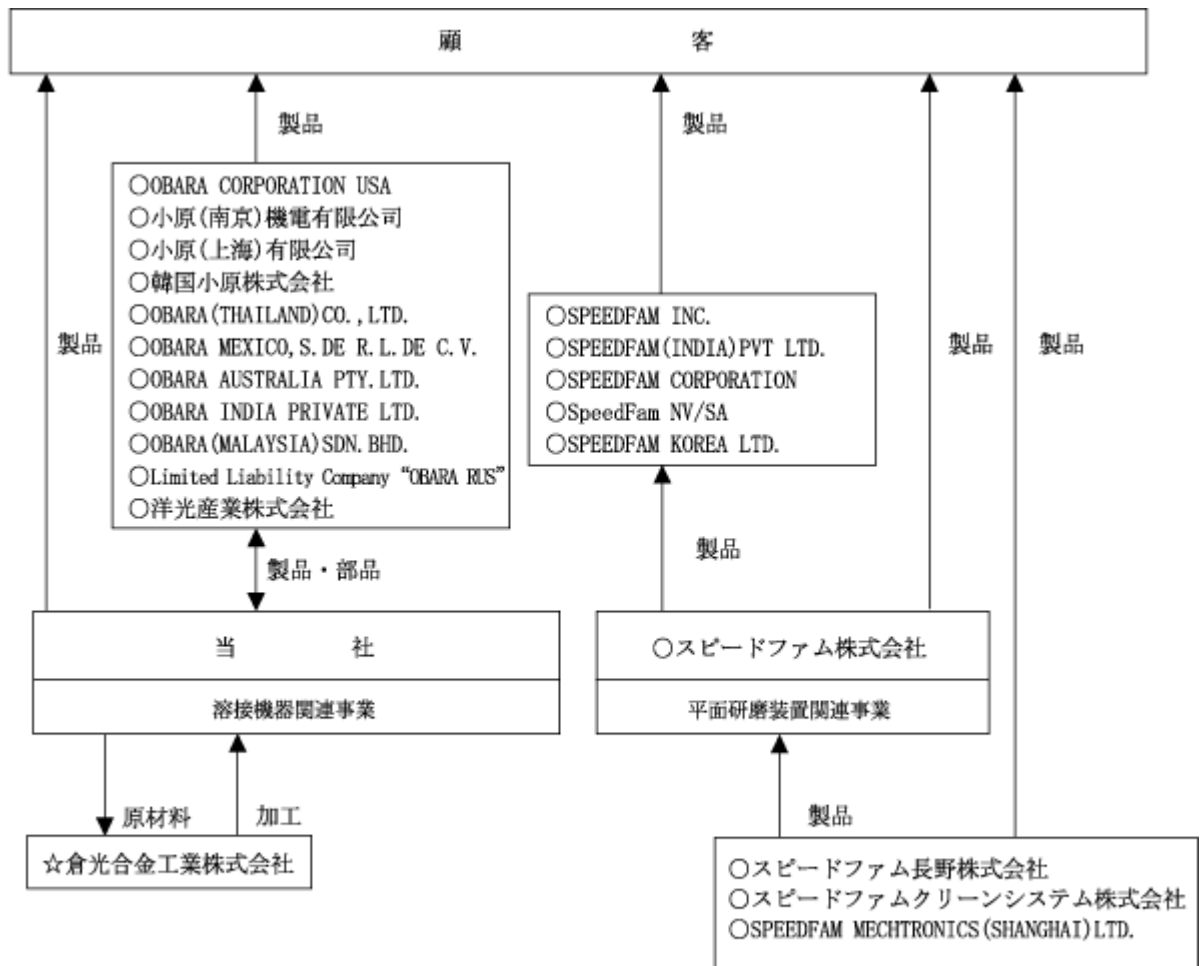 顧 客
製品
製品
○OBARA CORPORATION USA
○小原(南京)機電有限公司
○小原(上海)有限公司
○韓国小原株式会社
○OBARA(THAILAND)CO.,LTD.
○OBARA MEXICO,S.DE R.L.DE C.V.
○OBARA AUSTRALIA PTY.LTD.
○OBARA INDIA PRIVATE LTD.
○OBARA(MALAYSIA)SDN.BHD.
○Limited Liability Company “OBARA RUS”
○洋光産業株式会社
○SPEEDFAM INC.
○SPEEDFAM(INDIA)PVT LTD.
○SPEEDFAM CORPORATION
○SpeedFam NV/SA
○SPEEDFAM KOREA LTD.
製品
製品
製品
製品・部品
製品
当 社
溶接機器関連事業
○スピードファム株式会社
平面研磨装置関連事業
原材料
加工
製品
☆倉光合金工業株式会社
○スピードファム長野株式会社
○スピードファムクリーンシステム株式会社
○SPEEDFAM MECHTRONICS(SHANGHAI)LTD.